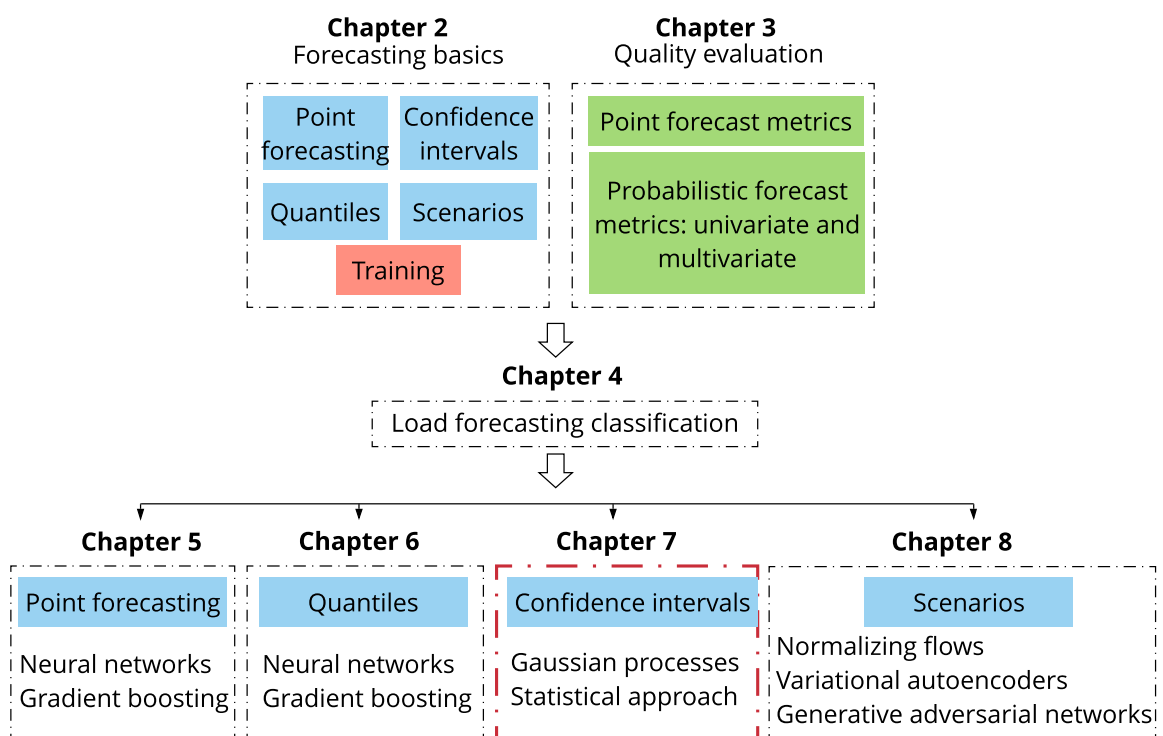 Chapter 2
Forecasting basics
Point
forecasting
Confidence
intervals
Quantiles
Scenarios
Training
Chapter 3
Quality evaluation
Point forecast metrics
Probabilistic forecast
metrics: univariate and
multivariate
Chapter 4
Load forecasting classification
Chapter 5
Point forecasting
Neural networks
Gradient boosting
Chapter 6
Quantiles
Neural networks
Gradient boosting
Chapter 7
Confidence intervals
Gaussian processes
Statistical approach
Chapter 8
Scenarios
Normalizing flows
Variational autoencoders
Generative adversarial networks